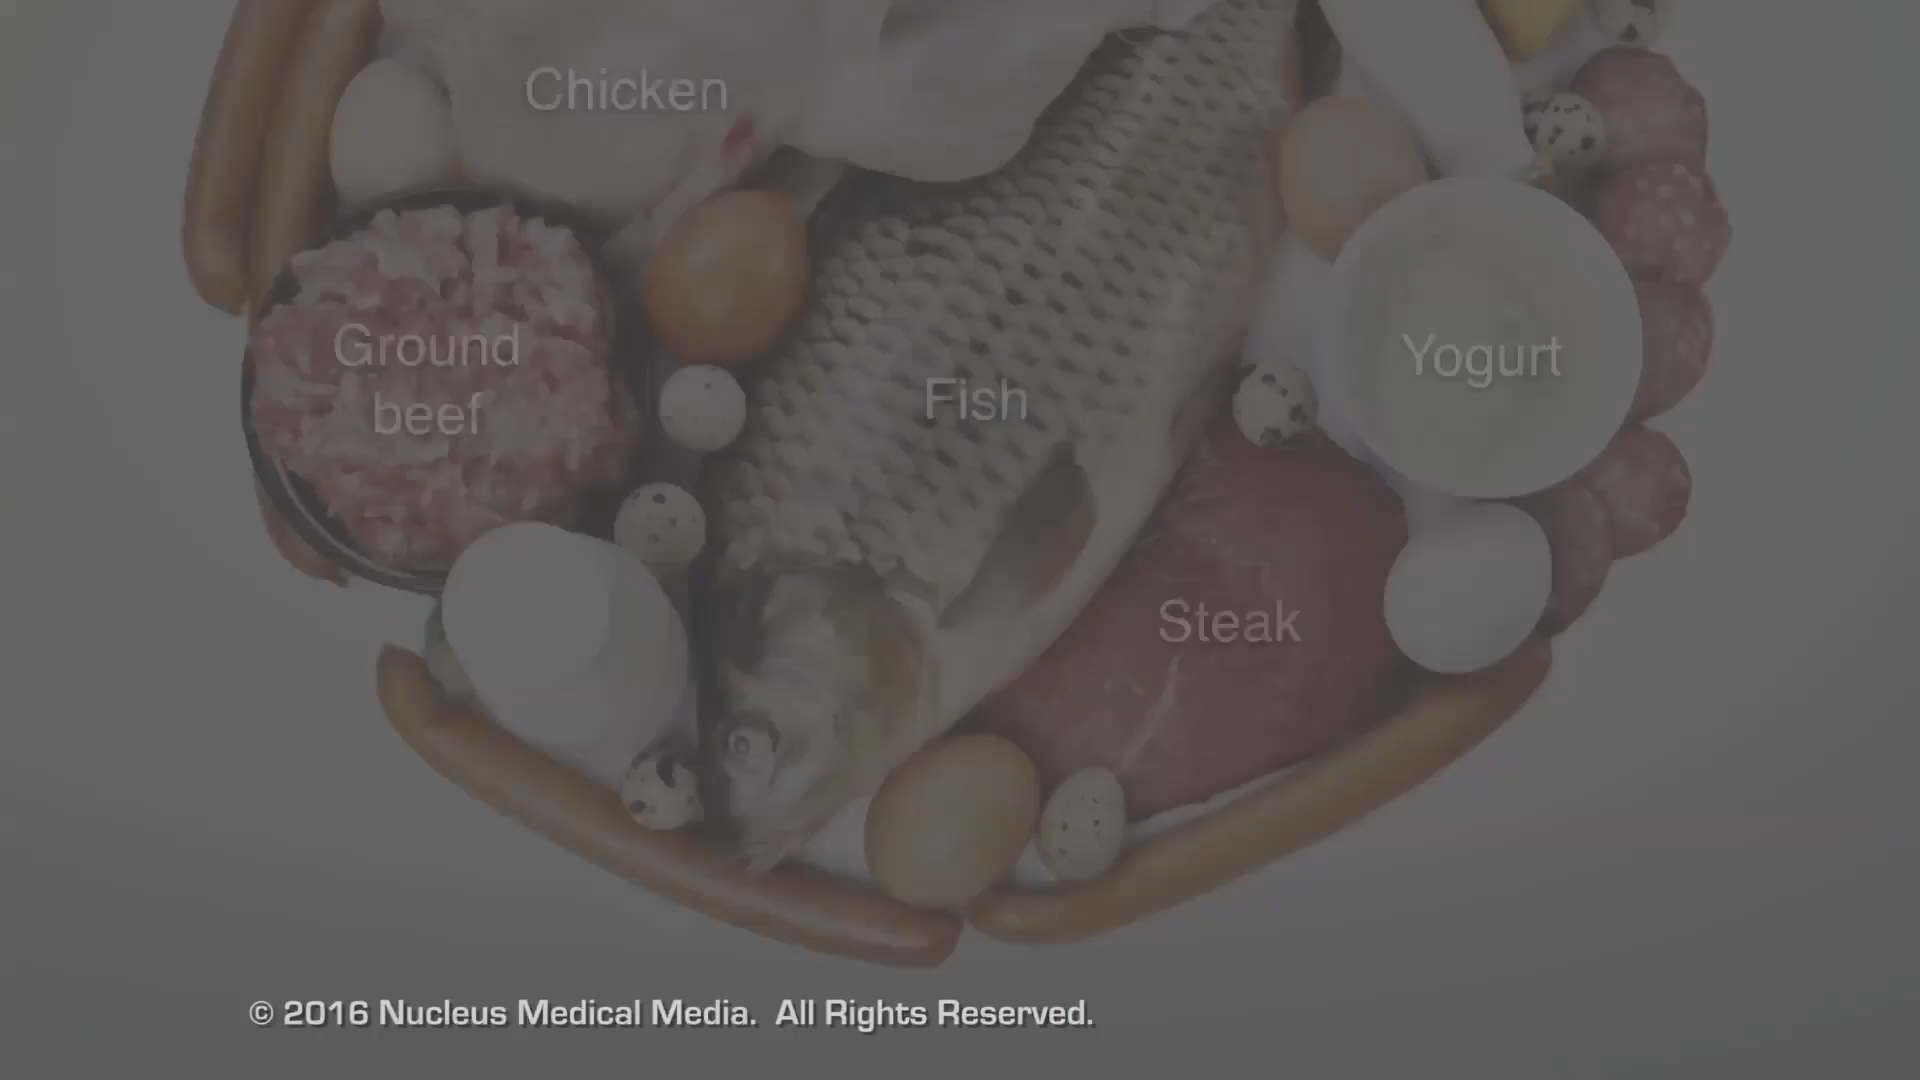 Chicken
Ground
beef
Fish
Yogurt
Steak
© 2016 Nucleus Medical Media.  All Rights Reserved.